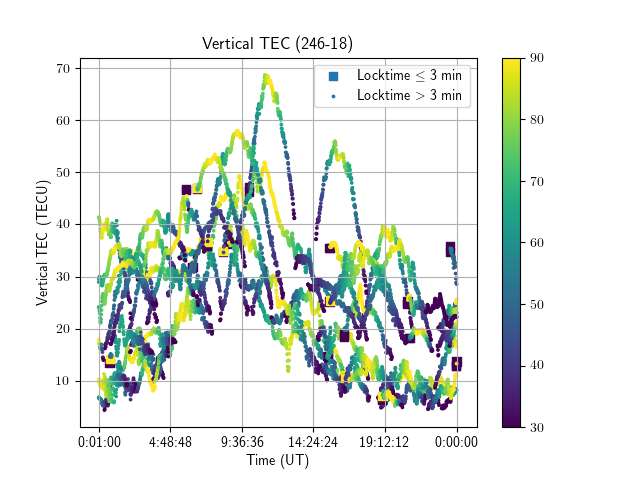 Vertical TEC (246-18)
Locktime ≤ 3 min
Locktime > 3 min
Vertical TEC (TECU)
70
60
50
40
30
20
10
0:01:00 4:48:48 9:36:36 14:24:24 19:12:12 0:00:00
Time (UT)
90
80
70
60
50
40
30